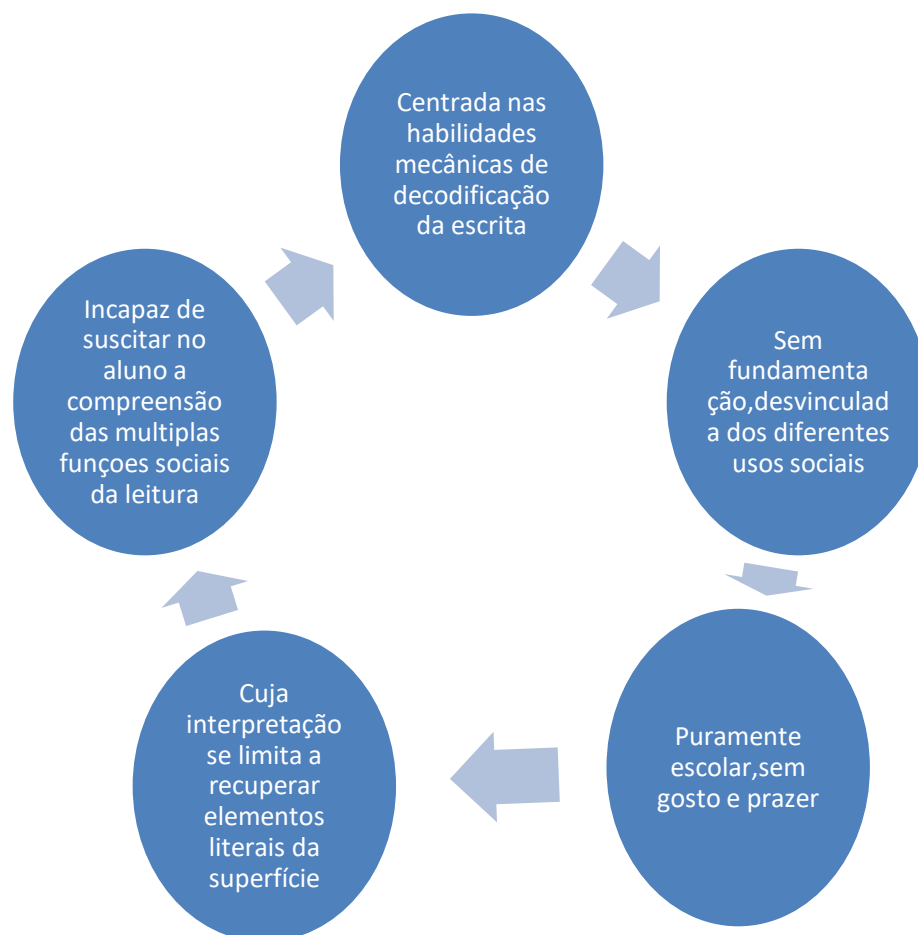 Centrada nas
habilidades
mecânicas de
decodificação
da escrita
Sem
fundamenta
ção,desvinculad
a dos diferentes
usos sociais
Puramente
escolar,sem
gosto e prazer
Cuja
interpretação
se limita a
recuperar
elementos
literais da
superfície
Incapaz de
suscitar no
aluno a
compreensão
das multiplas
funçoes sociais
da leitura